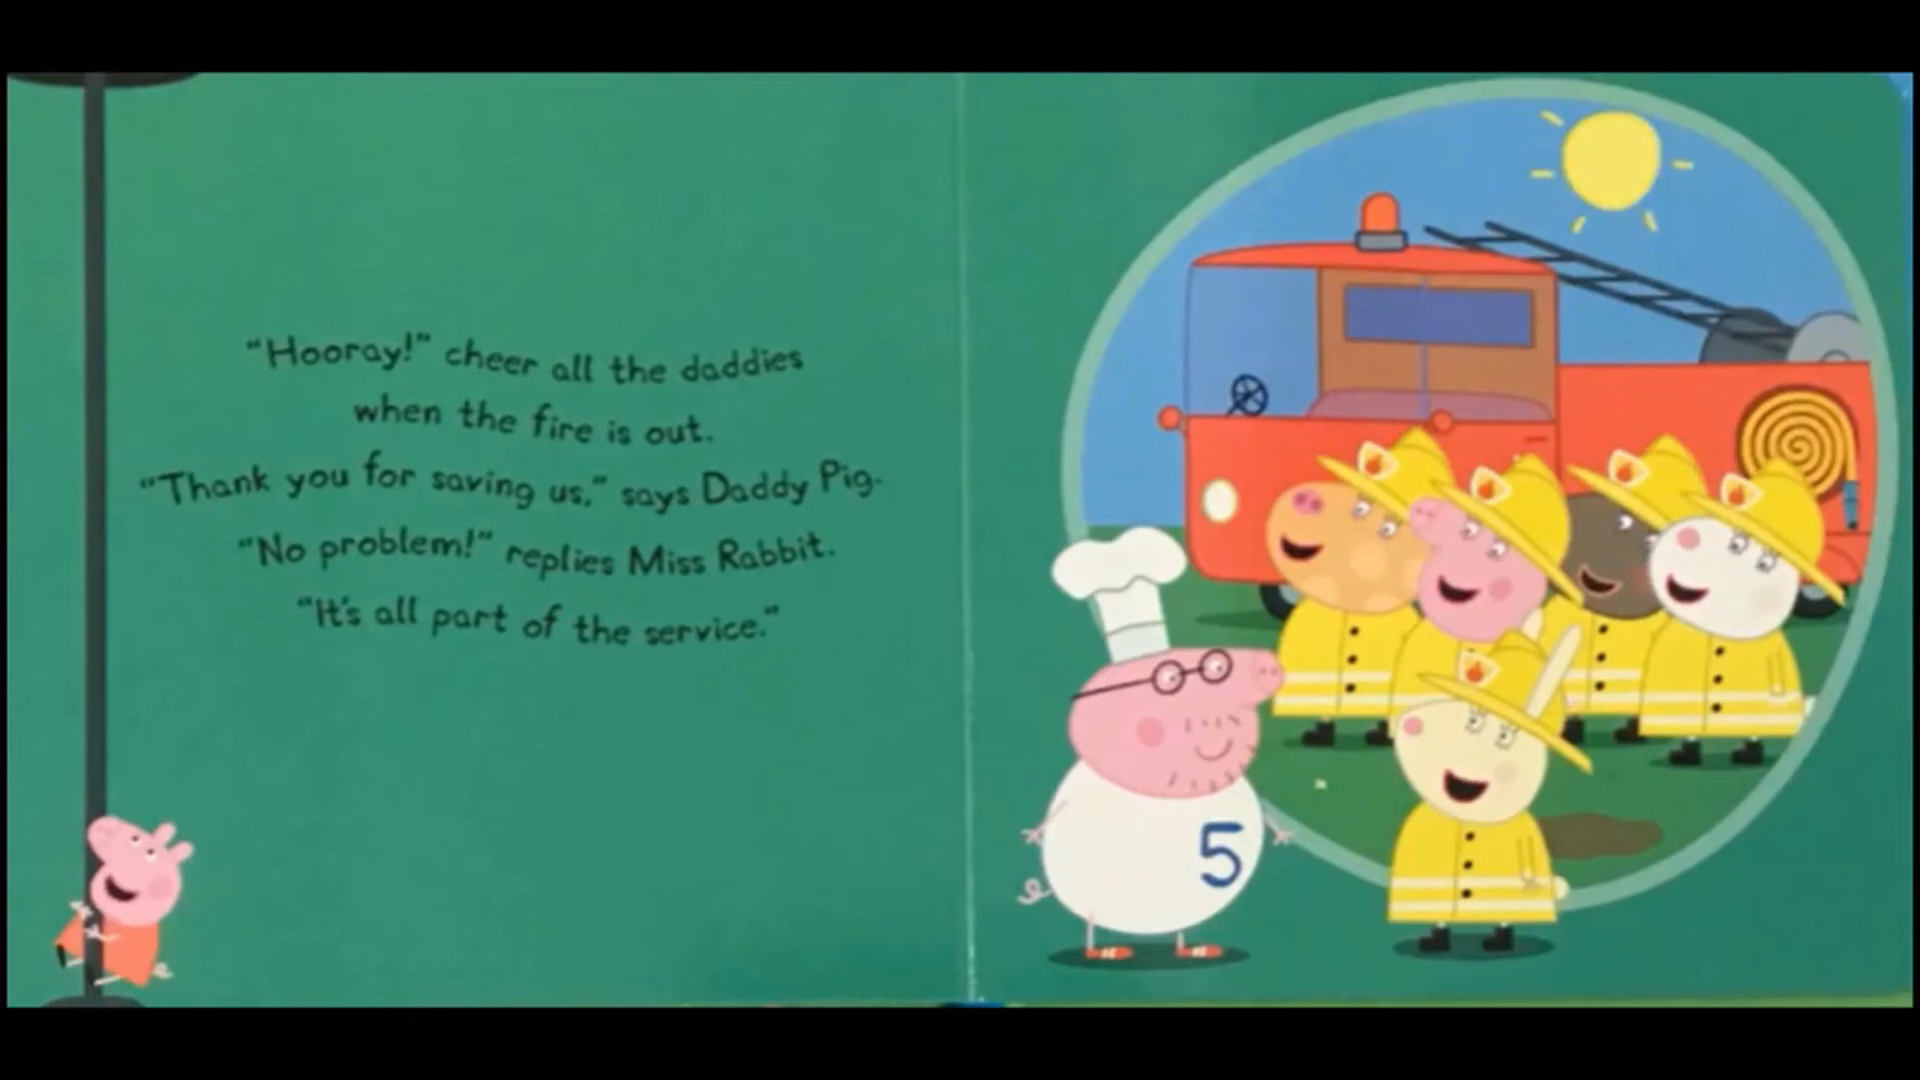 "Hooray!" cheer all the daddies
when the fire is out.
"Thank you for saving us," says Daddy Pig.
"No problem!" replies Miss Rabbit.
"It's all part of the service."
5